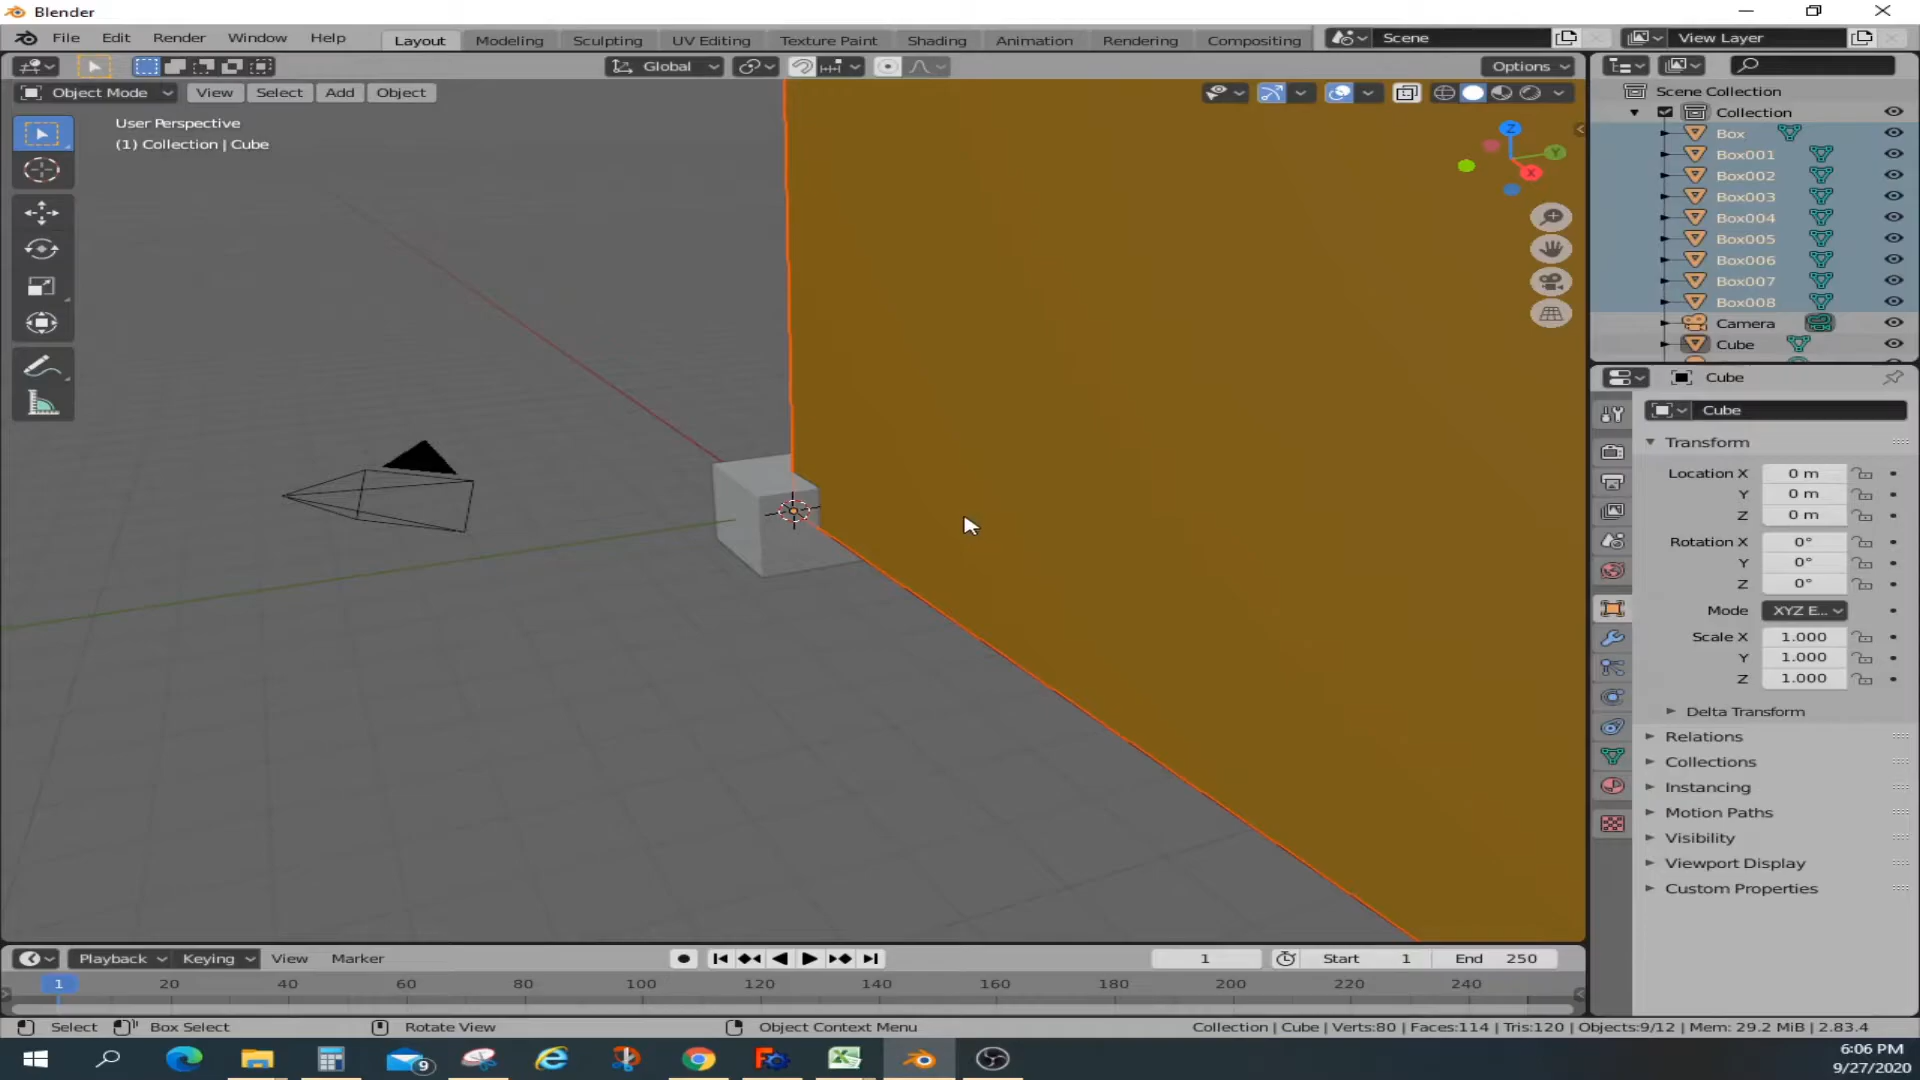 Blender
File Edit Render Window Help Layout Modeling Sculpting UV Editing Texture Paint Shading Animation Rendering Compositing Scene View Layer
Global Options
Object Mode View Select Add Object
User Perspective
(1) Collection | Cube
Z
Y
X
Scene Collection
Collection
Box
Box001
Box002
Box003
Box004
Box005
Box006
Box007
Box008
Camera
Cube
Cube
Cube
Transform
Location X 0 m
Y 0 m
Z 0 m
Rotation X 0°
Y 0°
Z 0°
Mode XYZ E...
Scale X 1.000
Y 1.000
Z 1.000
Delta Transform
Relations
Collections
Instancing
Motion Paths
Visibility
Viewport Display
Custom Properties
Playback Keying View Marker 1 Start 1 End 250
1 20 40 60 80 100 120 140 160 180 200 220 240
Select Box Select Rotate View Object Context Menu Collection | Cube | Verts:80 | Faces:114 | Tris:120 | Objects:9/12 | Mem: 29.2 MiB | 2.83.4
9
6:06 PM
9/27/2020